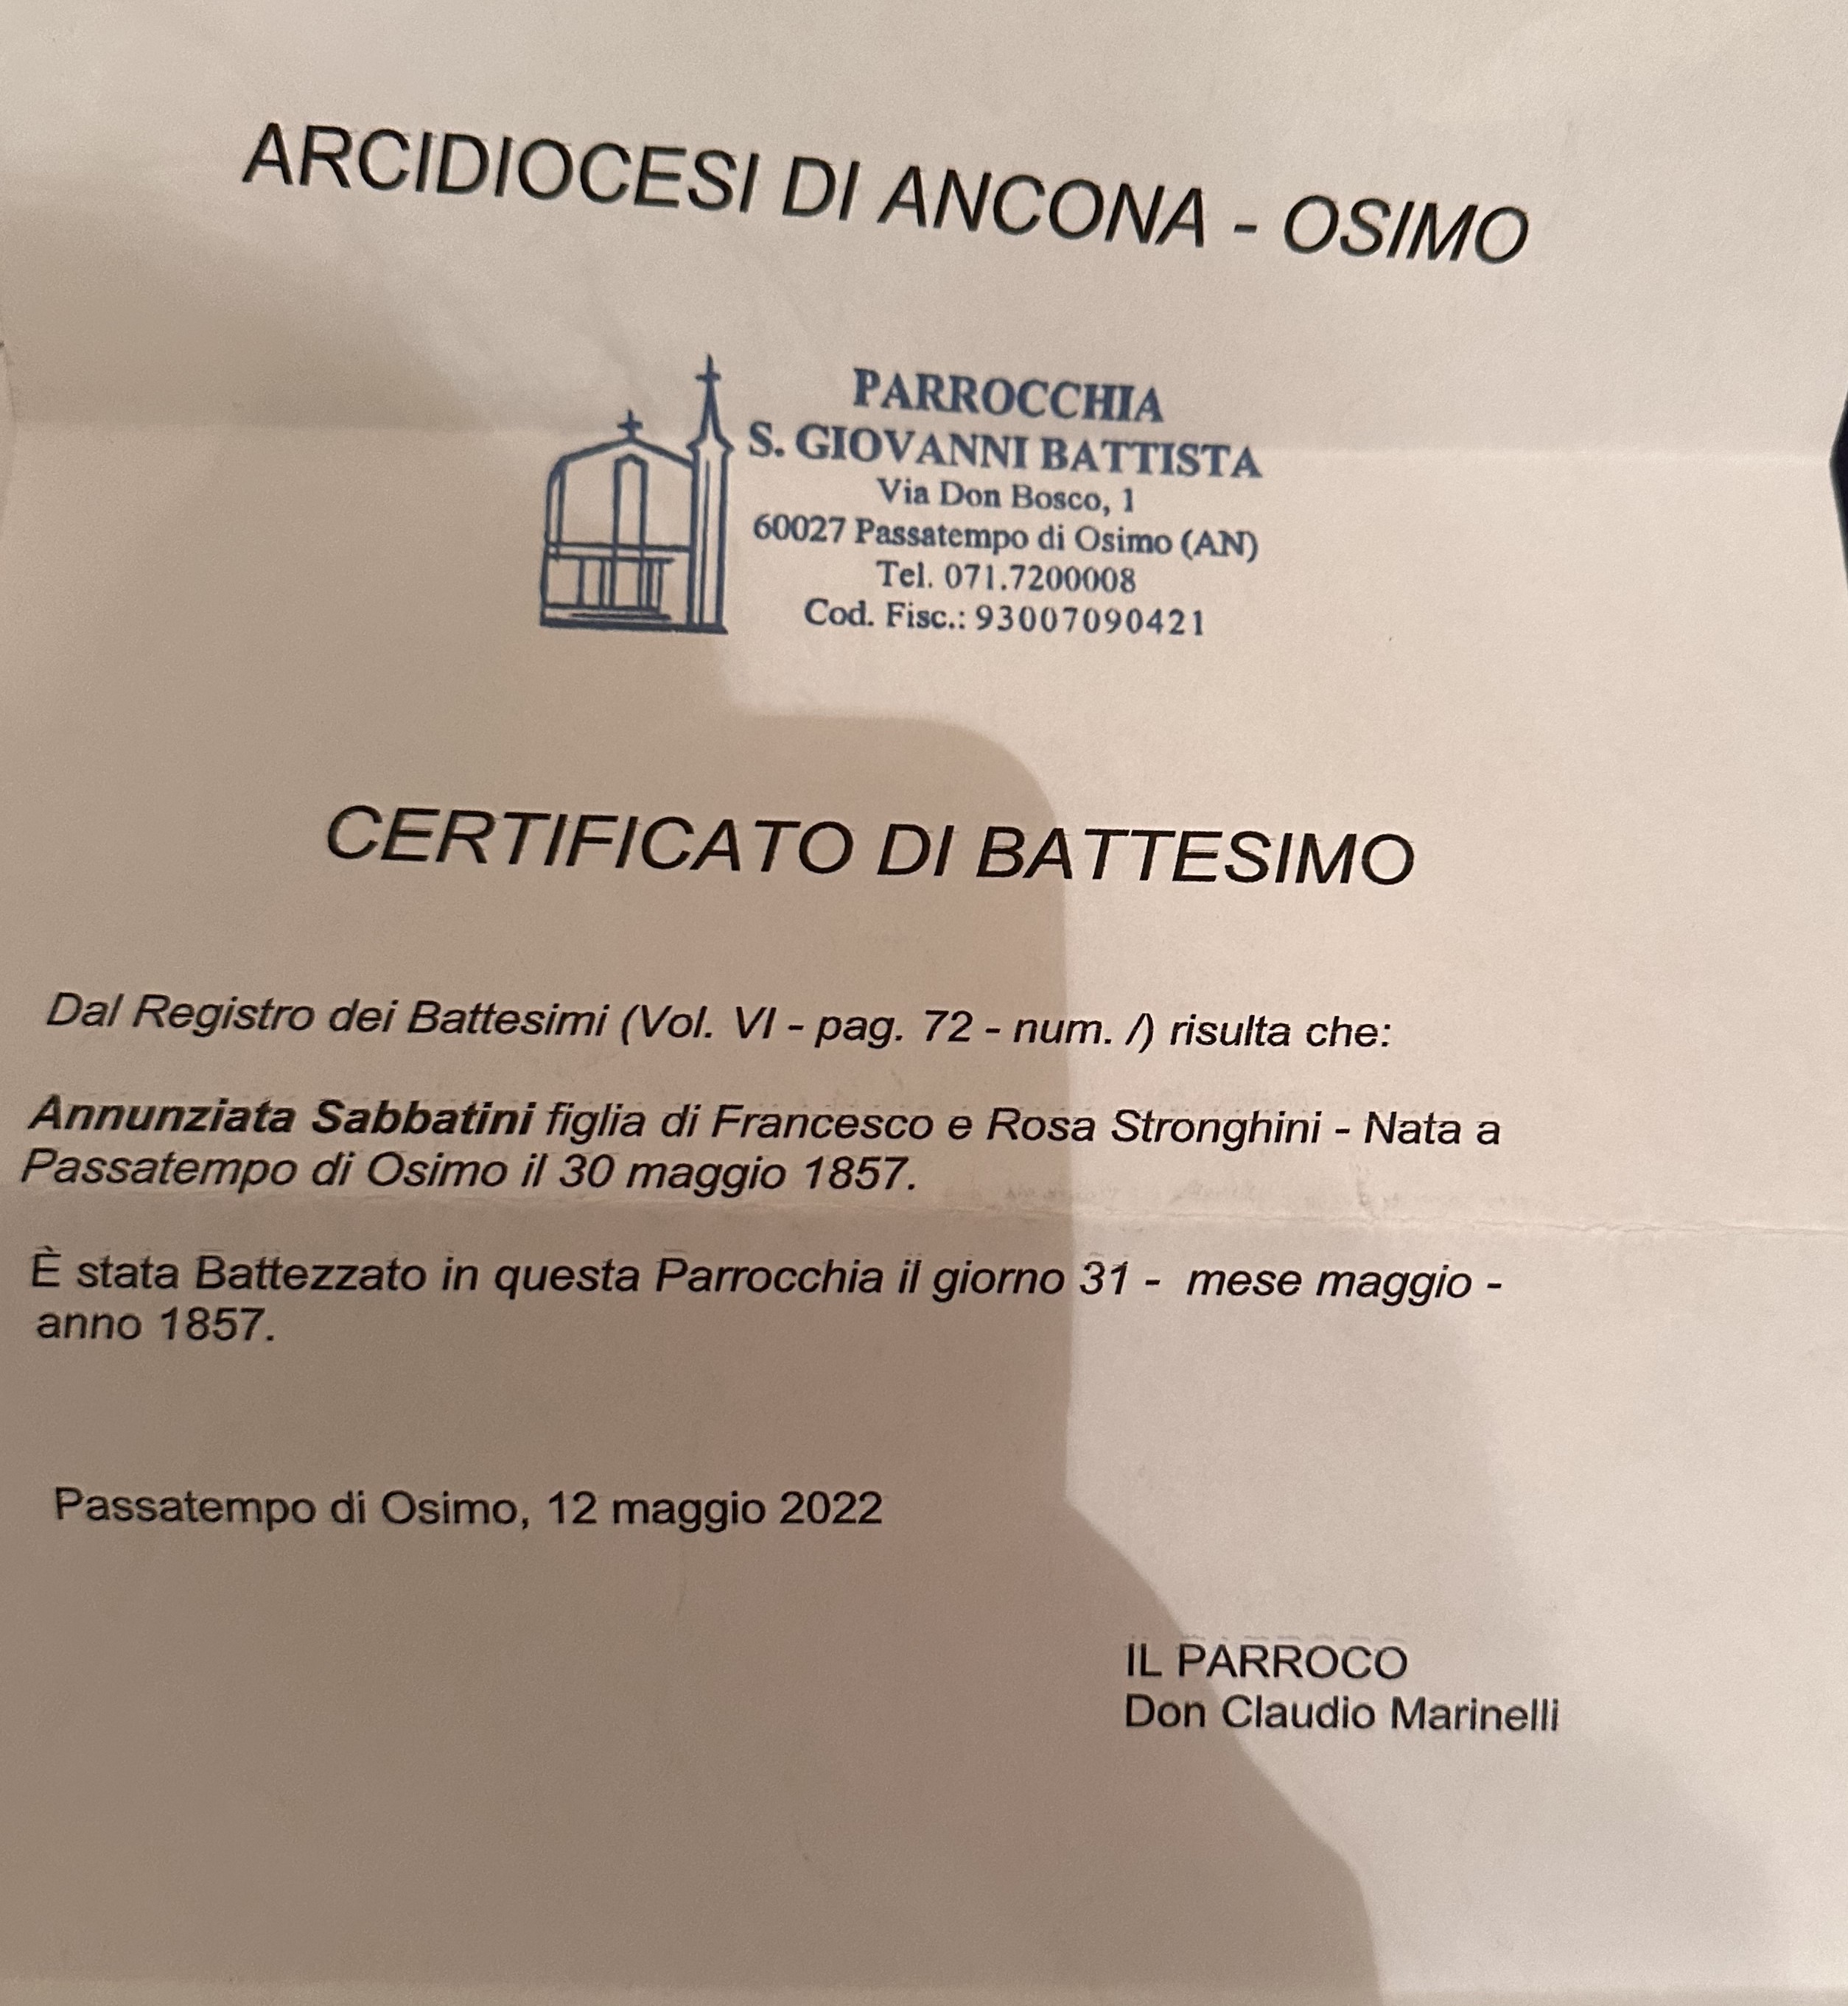 ARCIDIOCESI DI ANCONA - OSIMO
PARROCCHIA
S. GIOVANNI BATTISTA
Via Don Bosco, 1
60027 Passatempo di Osimo (AN)
Tel. 071.7200008
Cod. Fisc.: 93007090421
CERTIFICATO DI BATTESIMO
Dal Registro dei Battesimi (Vol. VI - pag. 72 - num. /) risulta che:
Annunziata Sabbatini figlia di Francesco e Rosa Stronghini - Nata a
Passatempo di Osimo il 30 maggio 1857.
È stata Battezzato in questa Parrocchia il giorno 31 - mese maggio -
anno 1857.
Passatempo di Osimo, 12 maggio 2022
IL PARROCO
Don Claudio Marinelli